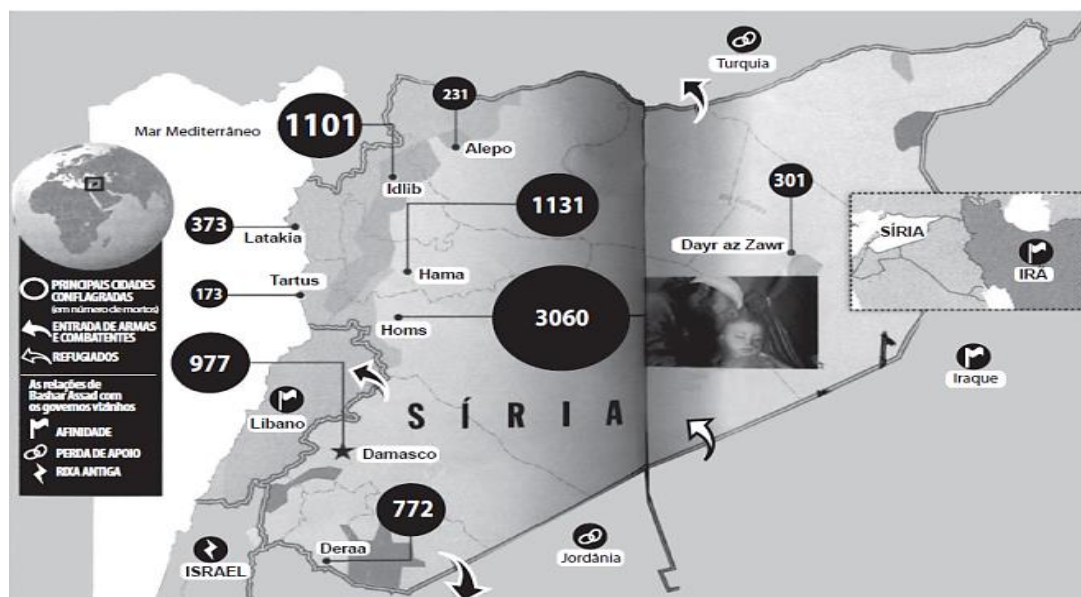 Turquia
231
1101
Mar Mediterrâneo
Alepo
Idlib
301
1131
373
Latakia
Dayr az Zawr
SÍRIA
IRÃ
Hama
Tartus
173
PRINCIPAIS CIDADES
CONFLAGRADAS
(em número de mortos)
ENTRADA DE ARMAS
E COMBATENTES
REFUGIADOS
As relações de
Bashar Assad com
os governos vizinhos
AFINIDADE
PERDA DE APOIO
RIXA ANTIGA
Homs
3060
977
Iraque
Líbano
SÍRIA
Damasco
772
Deraa
ISRAEL
Jordânia